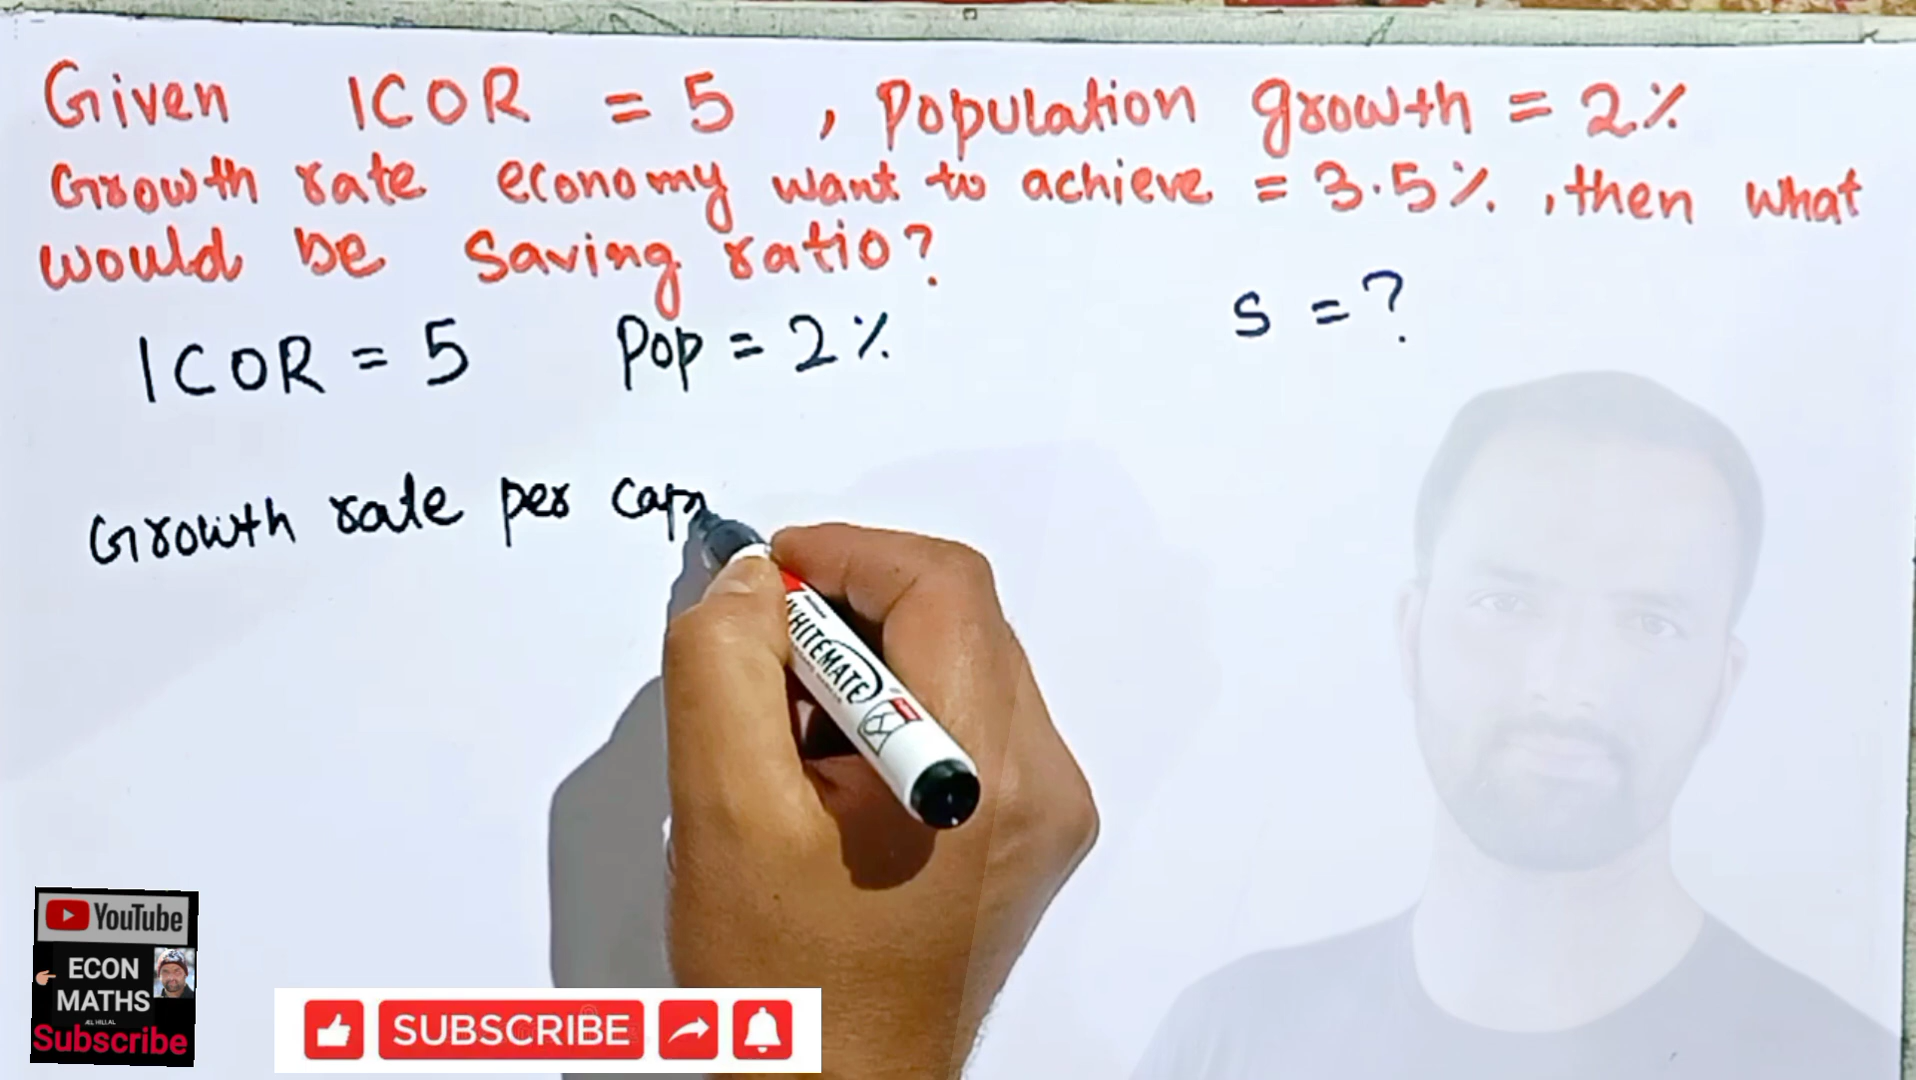 Given ICOR = 5 , Population growth = 2%
Growth rate economy want to achieve = 3.5% , then what
would be saving ratio?
S = ?
ICOR = 5 Pop = 2%
Growth rate per cap
WHITEMATE
YouTube
ECON
MATHS
Subscribe
SUBSCRIBE